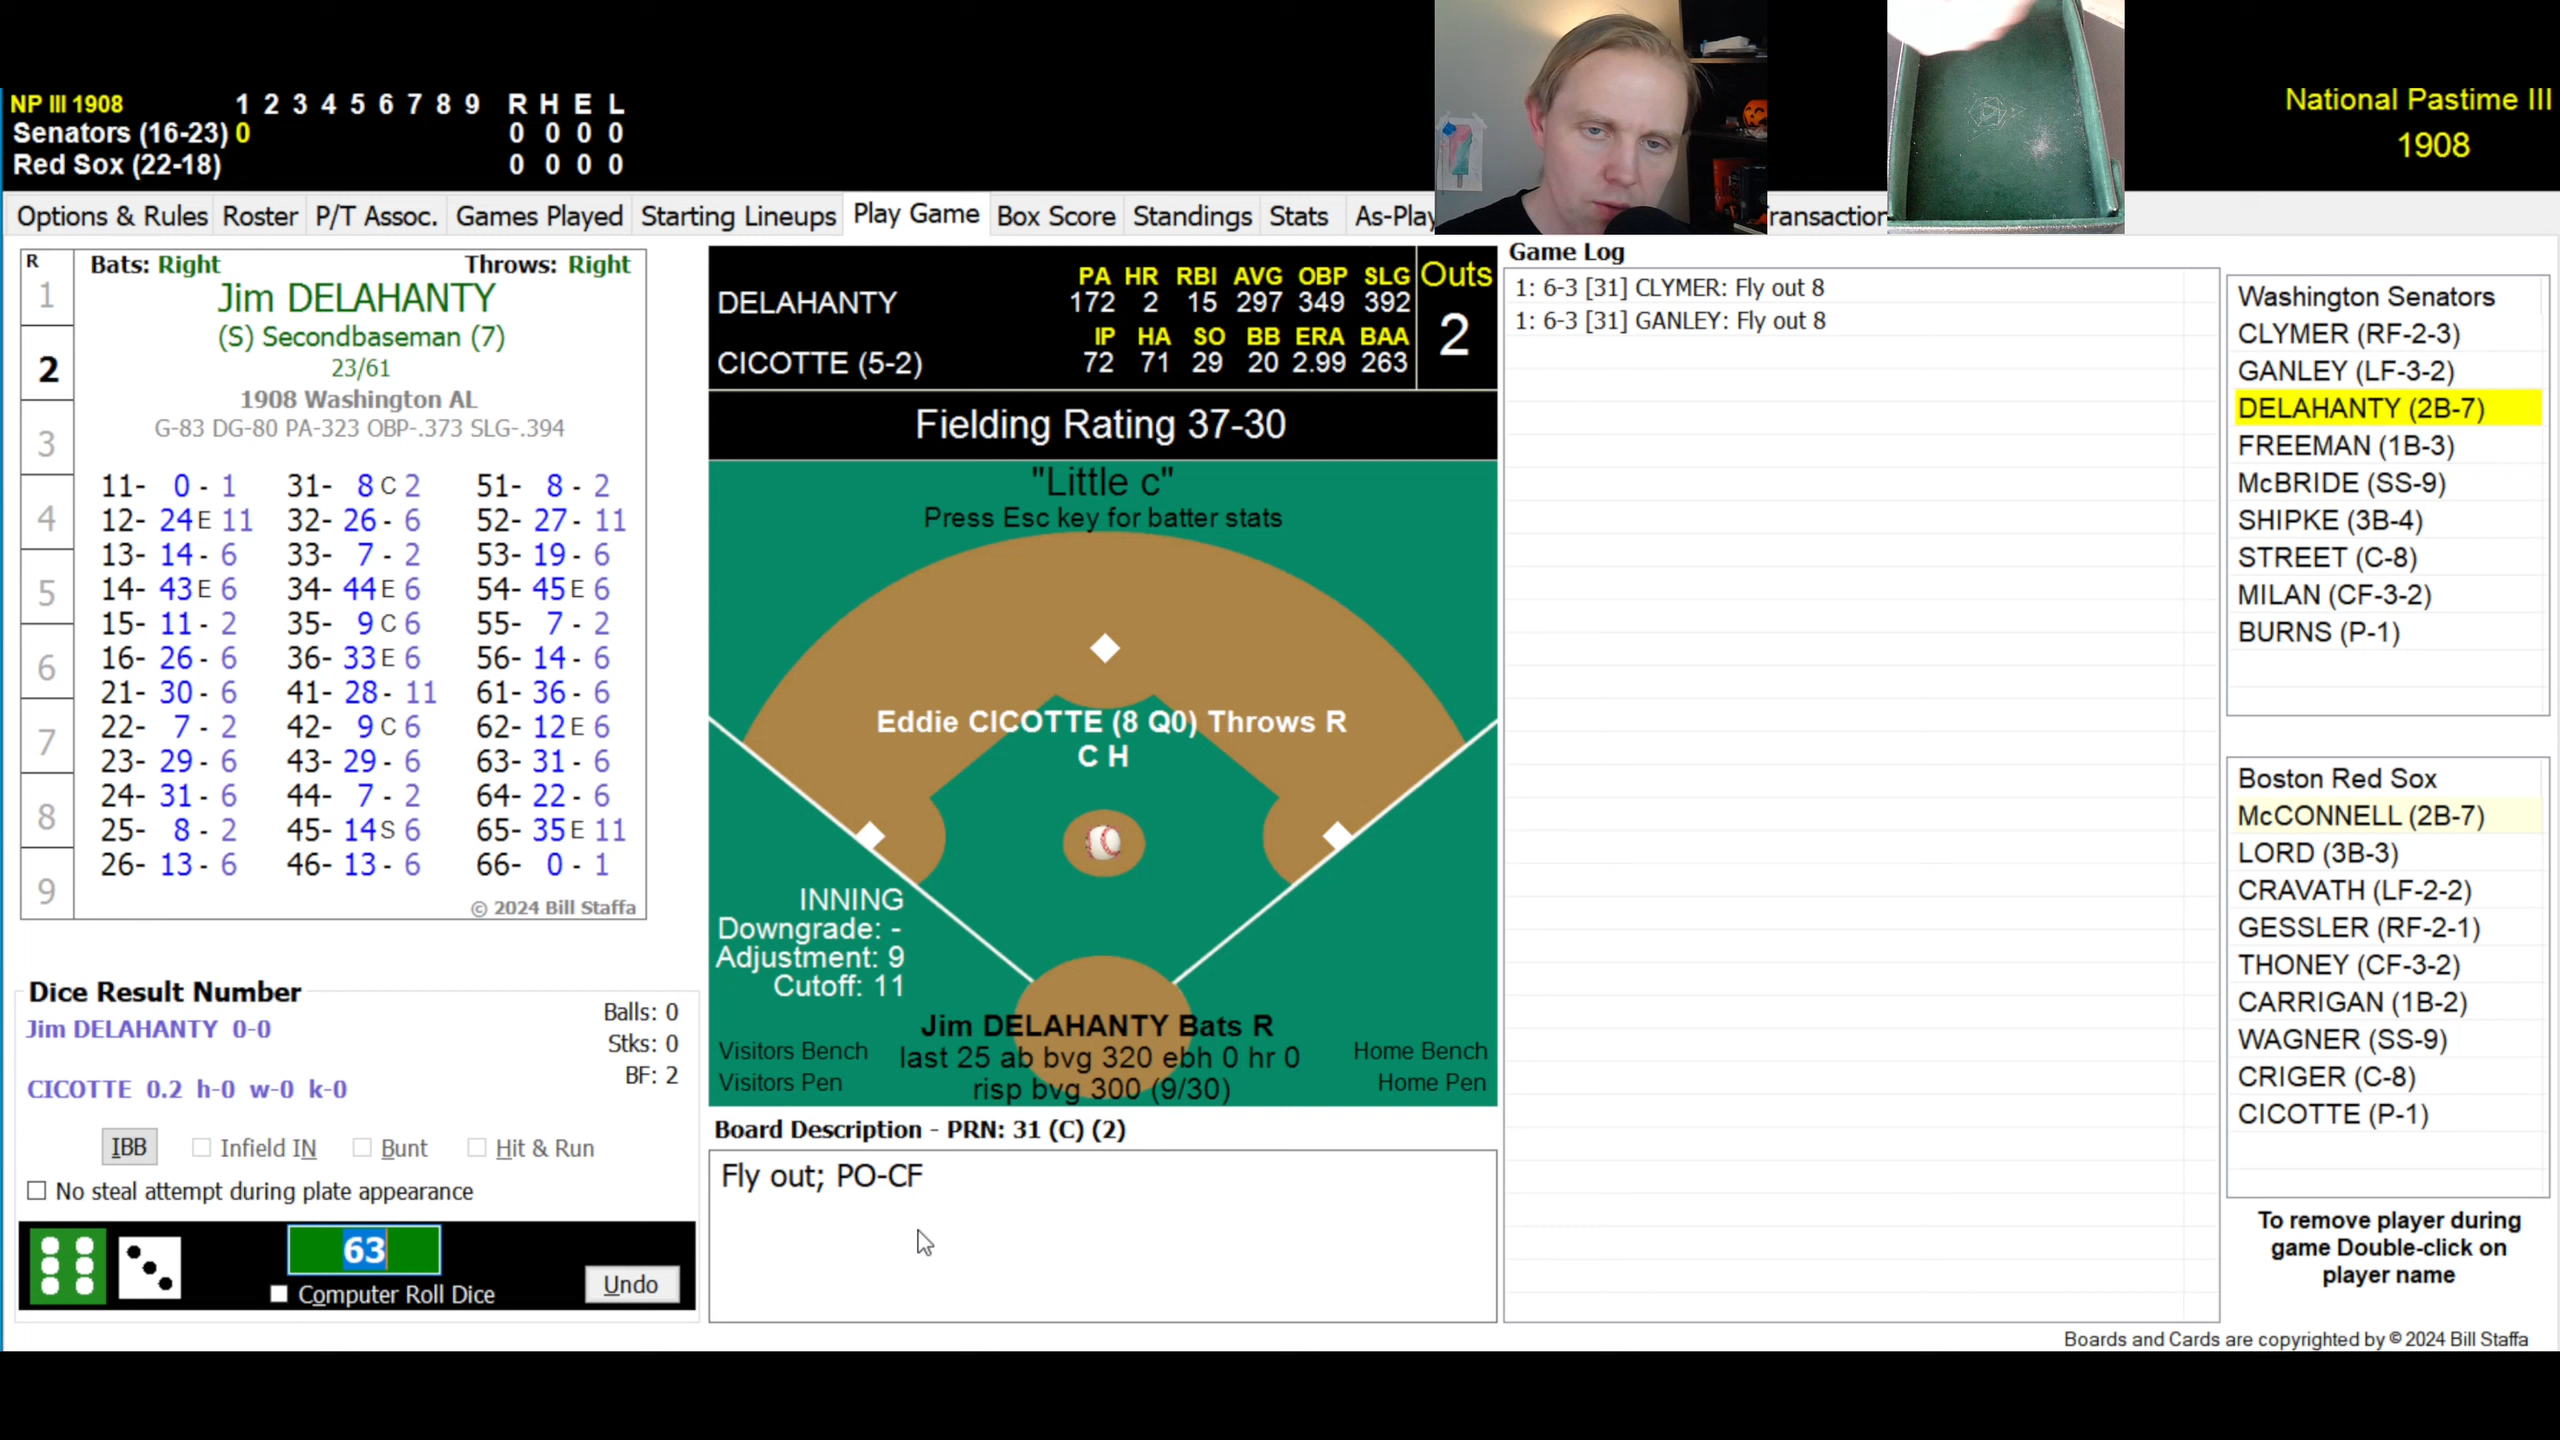 NP III 1908 1 2 3 4 5 6 7 8 9 R H E L
Senators (16-23) 0 0 0 0 0
Red Sox (22-18) 0 0 0 0
National Pastime III
1908
Options & Rules Roster P/T Assoc. Games Played Starting Lineups Play Game Box Score Standings Stats As-Play ransaction
R
1
2
3
4
5
6
7
8
9
Bats: Right Throws: Right
Jim DELAHANTY
(S) Secondbaseman (7)
23/61
1908 Washington AL
G-83 DG-80 PA-323 OBP-.373 SLG-.394
11- 0 - 1 31- 8 C 2 51- 8 - 2
12- 24 E 11 32- 26 - 6 52- 27 - 11
13- 14 - 6 33- 7 - 2 53- 19 - 6
14- 43 E 6 34- 44 E 6 54- 45 E 6
15- 11 - 2 35- 9 C 6 55- 7 - 2
16- 26 - 6 36- 33 E 6 56- 14 - 6
21- 30 - 6 41- 28 - 11 61- 36 - 6
22- 7 - 2 42- 9 C 6 62- 12 E 6
23- 29 - 6 43- 29 - 6 63- 31 - 6
24- 31 - 6 44- 7 - 2 64- 22 - 6
25- 8 - 2 45- 14 S 6 65- 35 E 11
26- 13 - 6 46- 13 - 6 66- 0 - 1
© 2024 Bill Staffa
Dice Result Number
Jim DELAHANTY 0-0
CICOTTE 0.2 h-0 w-0 k-0
Balls: 0
Stks: 0
BF: 2
IBB Infield IN Bunt Hit & Run
No steal attempt during plate appearance
63
Computer Roll Dice
Undo
PA HR RBI AVG OBP SLG
DELAHANTY 172 2 15 297 349 392
IP HA SO BB ERA BAA
CICOTTE (5-2) 72 71 29 20 2.99 263
Outs
2
Fielding Rating 37-30
"Little c"
Press Esc key for batter stats
Eddie CICOTTE (8 Q0) Throws R
C H
INNING
Downgrade: -
Adjustment: 9
Cutoff: 11
Jim DELAHANTY Bats R
last 25 ab bvg 320 ebh 0 hr 0
risp bvg 300 (9/30)
Visitors Bench
Visitors Pen
Home Bench
Home Pen
Board Description - PRN: 31 (C) (2)
Fly out; PO-CF
Game Log
1: 6-3 [31] CLYMER: Fly out 8
1: 6-3 [31] GANLEY: Fly out 8
Washington Senators
CLYMER (RF-2-3)
GANLEY (LF-3-2)
DELAHANTY (2B-7)
FREEMAN (1B-3)
McBRIDE (SS-9)
SHIPKE (3B-4)
STREET (C-8)
MILAN (CF-3-2)
BURNS (P-1)
Boston Red Sox
McCONNELL (2B-7)
LORD (3B-3)
CRAVATH (LF-2-2)
GESSLER (RF-2-1)
THONEY (CF-3-2)
CARRIGAN (1B-2)
WAGNER (SS-9)
CRIGER (C-8)
CICOTTE (P-1)
To remove player during
game Double-click on
player name
Boards and Cards are copyrighted by © 2024 Bill Staffa